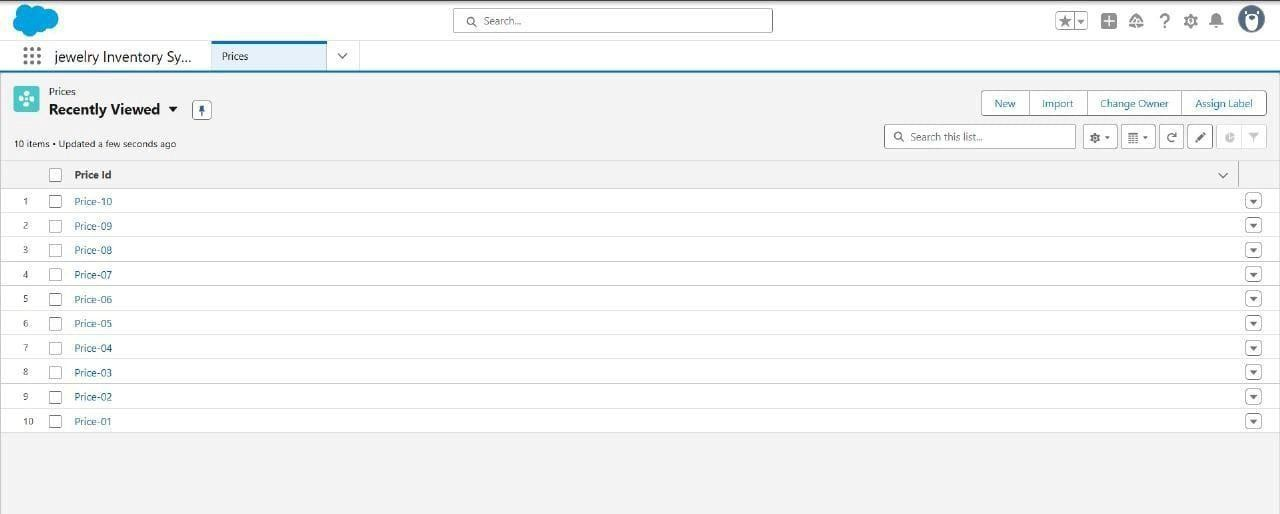 Search...
jewelry Inventory Sy...
Prices
Prices
Recently Viewed
New
Import
Change Owner
Assign Label
10 items • Updated a few seconds ago
Search this list...
Price Id
1 Price-10
2 Price-09
3 Price-08
4 Price-07
5 Price-06
6 Price-05
7 Price-04
8 Price-03
9 Price-02
10 Price-01